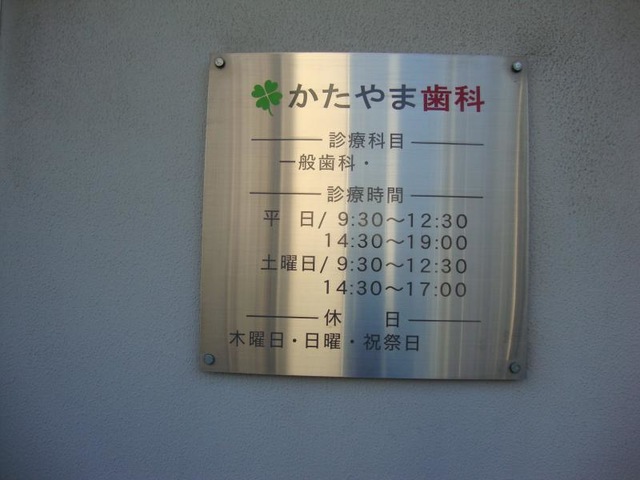 かたやま歯科
診療科目
一般歯科・
診療時間
平 日/ 9:30～12:30
14:30～19:00
土曜日/ 9:30～12:30
14:30～17:00
休 日
木曜日・日曜・祝祭日